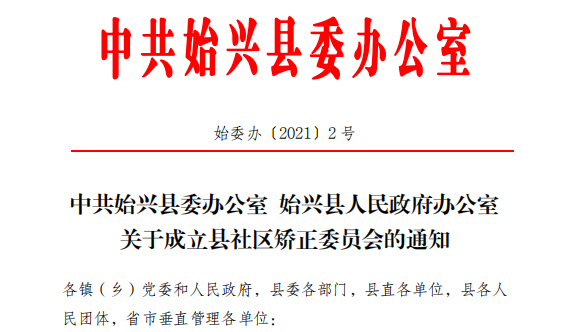 中共始兴县委办公室
始委办〔2021〕2号
中共始兴县委办公室 始兴县人民政府办公室
关于成立县社区矫正委员会的通知
各镇（乡）党委和人民政府，县委各部门，县直各单位，县各人
民团体，省市垂直管理各单位：